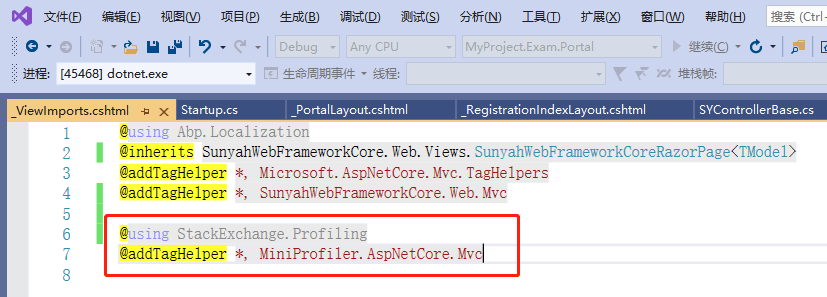 文件(F) 编辑(E) 视图(V) 项目(P) 生成(B) 调试(D) 测试(S) 分析(N) 工具(T) 扩展(X) 窗口(W) 帮助(H) 搜索 (
Debug Any CPU MyProject.Exam.Portal 继续(C)
进程: [45468] dotnet.exe 生命周期事件 线程: 堆栈帧:
_ViewImports.cshtml Startup.cs _PortalLayout.cshtml _RegistrationIndexLayout.cshtml SYControllerBase.cs
1 @using Abp.Localization
2 @inherits SunyahWebFrameworkCore.Web.Views.SunyahWebFrameworkCoreRazorPage<TModel>
3 @addTagHelper *, Microsoft.AspNetCore.Mvc.TagHelpers
4 @addTagHelper *, SunyahWebFrameworkCore.Web.Mvc
5
6 @using StackExchange.Profiling
7 @addTagHelper *, MiniProfiler.AspNetCore.Mvc
8